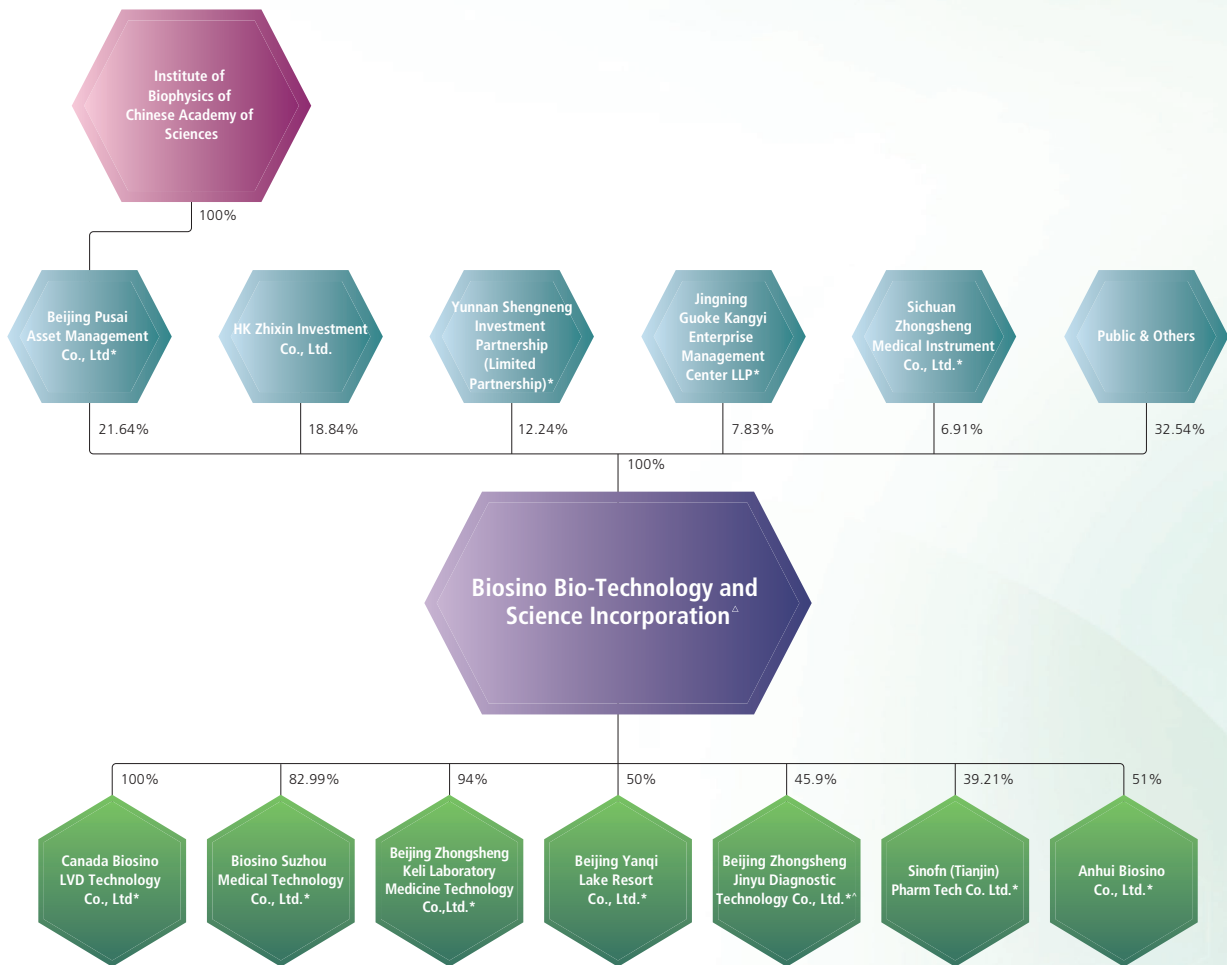 Institute of
Biophysics of
Chinese Academy of
Sciences
100%
Beijing Pusai
Asset Management
Co., Ltd*
HK Zhixin Investment
Co., Ltd.
Yunnan Shengneng
Investment
Partnership
(Limited
Partnership)*
Jingning
Guoke Kangyi
Enterprise
Management
Center LLP*
Sichuan
Zhongsheng
Medical Instrument
Co., Ltd.*
Public & Others
21.64%
18.84%
12.24%
7.83%
6.91%
32.54%
100%
Biosino Bio-Technology and
Science Incorporation△
100%
82.99%
94%
50%
45.9%
39.21%
51%
Canada Biosino
LVD Technology
Co., Ltd*
Biosino Suzhou
Medical Technology
Co., Ltd.*
Beijing Zhongsheng
Keli Laboratory
Medicine Technology
Co.,Ltd.*
Beijing Yanqi
Lake Resort
Co., Ltd.*
Beijing Zhongsheng
Jinyu Diagnostic
Technology Co., Ltd.*^
Sinofn (Tianjin)
Pharm Tech Co. Ltd.*
Anhui Biosino
Co., Ltd.*